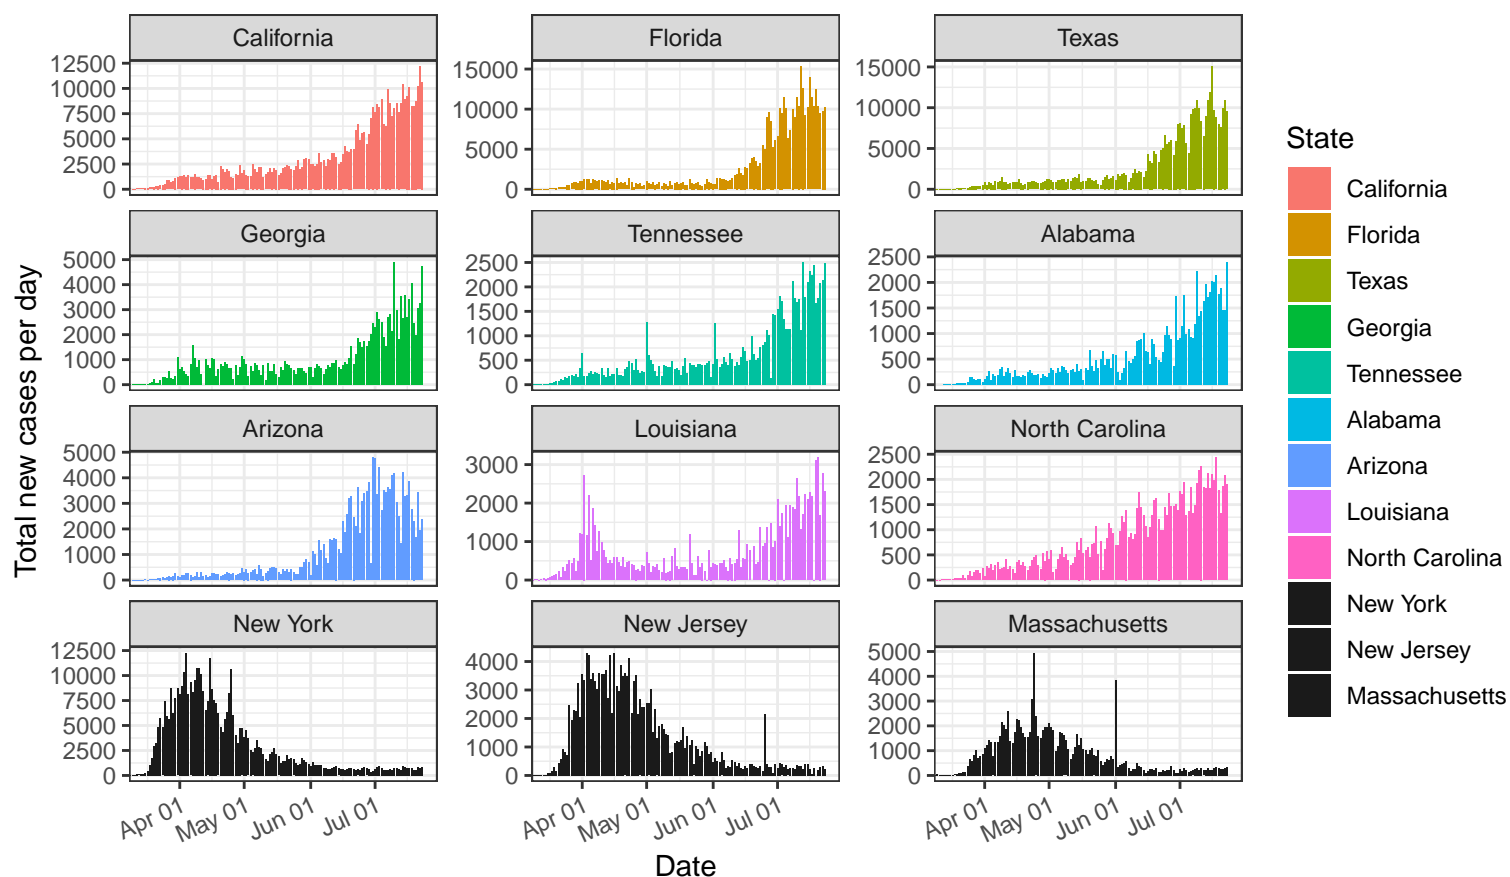 California
Florida
Texas
12500
10000
7500
5000
2500
0
15000
10000
5000
0
15000
10000
5000
0
Georgia
Tennessee
Alabama
5000
4000
3000
2000
1000
0
2500
2000
1500
1000
500
0
2500
2000
1500
1000
500
0
Arizona
Louisiana
North Carolina
5000
4000
3000
2000
1000
0
3000
2000
1000
0
2500
2000
1500
1000
500
0
New York
New Jersey
Massachusetts
12500
10000
7500
5000
2500
0
4000
3000
2000
1000
0
5000
4000
3000
2000
1000
0
Apr 01
May 01
Jun 01
Jul 01
Apr 01
May 01
Jun 01
Jul 01
Apr 01
May 01
Jun 01
Jul 01
Date
Total new cases per day
State
California
Florida
Texas
Georgia
Tennessee
Alabama
Arizona
Louisiana
North Carolina
New York
New Jersey
Massachusetts